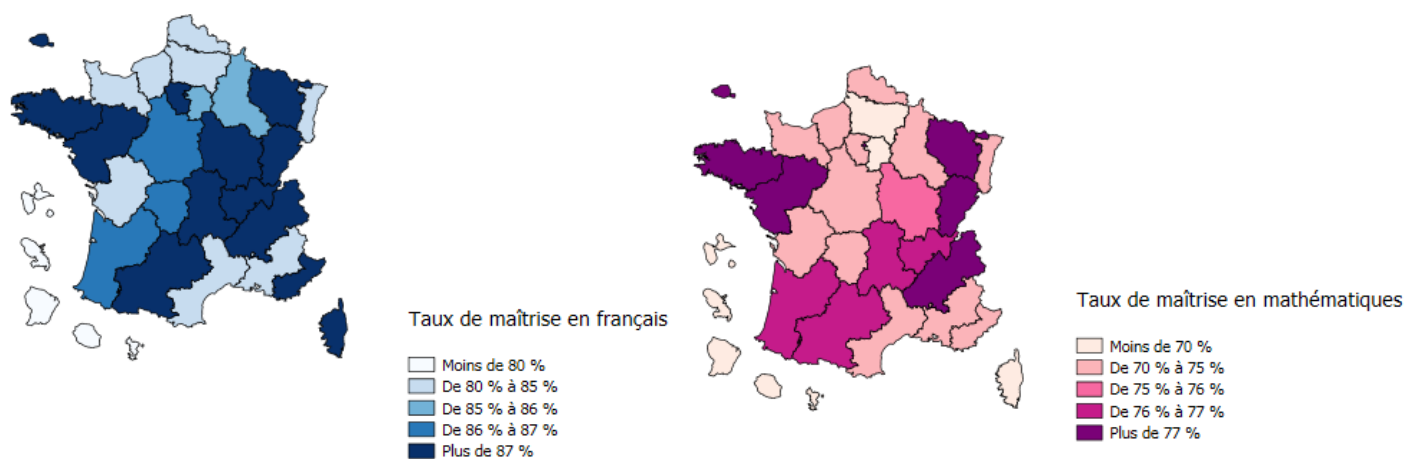 Taux de maîtrise en français
Moins de 80 %
De 80 % à 85 %
De 85 % à 86 %
De 86 % à 87 %
Plus de 87 %
Taux de maîtrise en mathématiques
Moins de 70 %
De 70 % à 75 %
De 75 % à 76 %
De 76 % à 77 %
Plus de 77 %